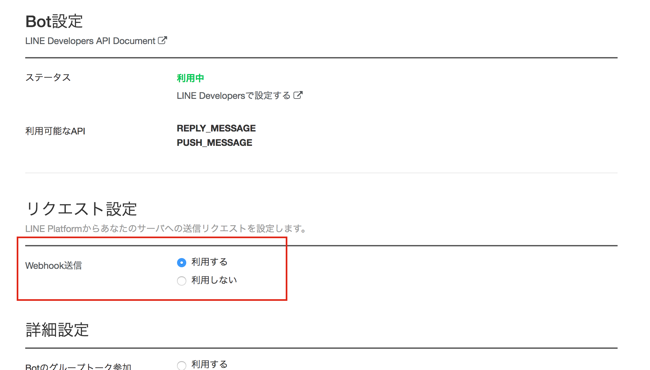 Bot設定
LINE Developers API Document
ステータス
利用中
LINE Developersで設定する
利用可能なAPI
REPLY_MESSAGE
PUSH_MESSAGE
リクエスト設定
LINE Platformからあなたのサーバへの送信リクエストを設定します。
Webhook送信
利用する
利用しない
詳細設定
Botのグループトーク参加
利用する